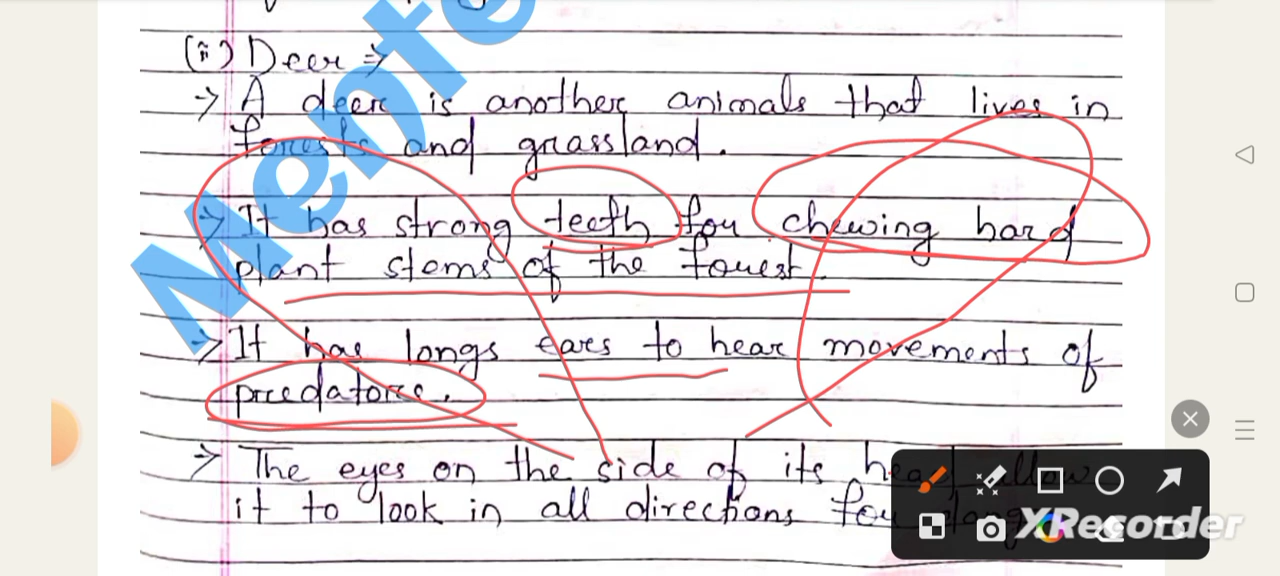 (ii) Deer ⇒
→ A deer is another animals that lives in
forests and grassland.
→ It has strong teeth for chewing hard
plant stems of the forest.
→ It has longs ears to hear movements of
predators.
→ The eyes on the side of its head allow
it to look in all directions for
Mente
XRecorder